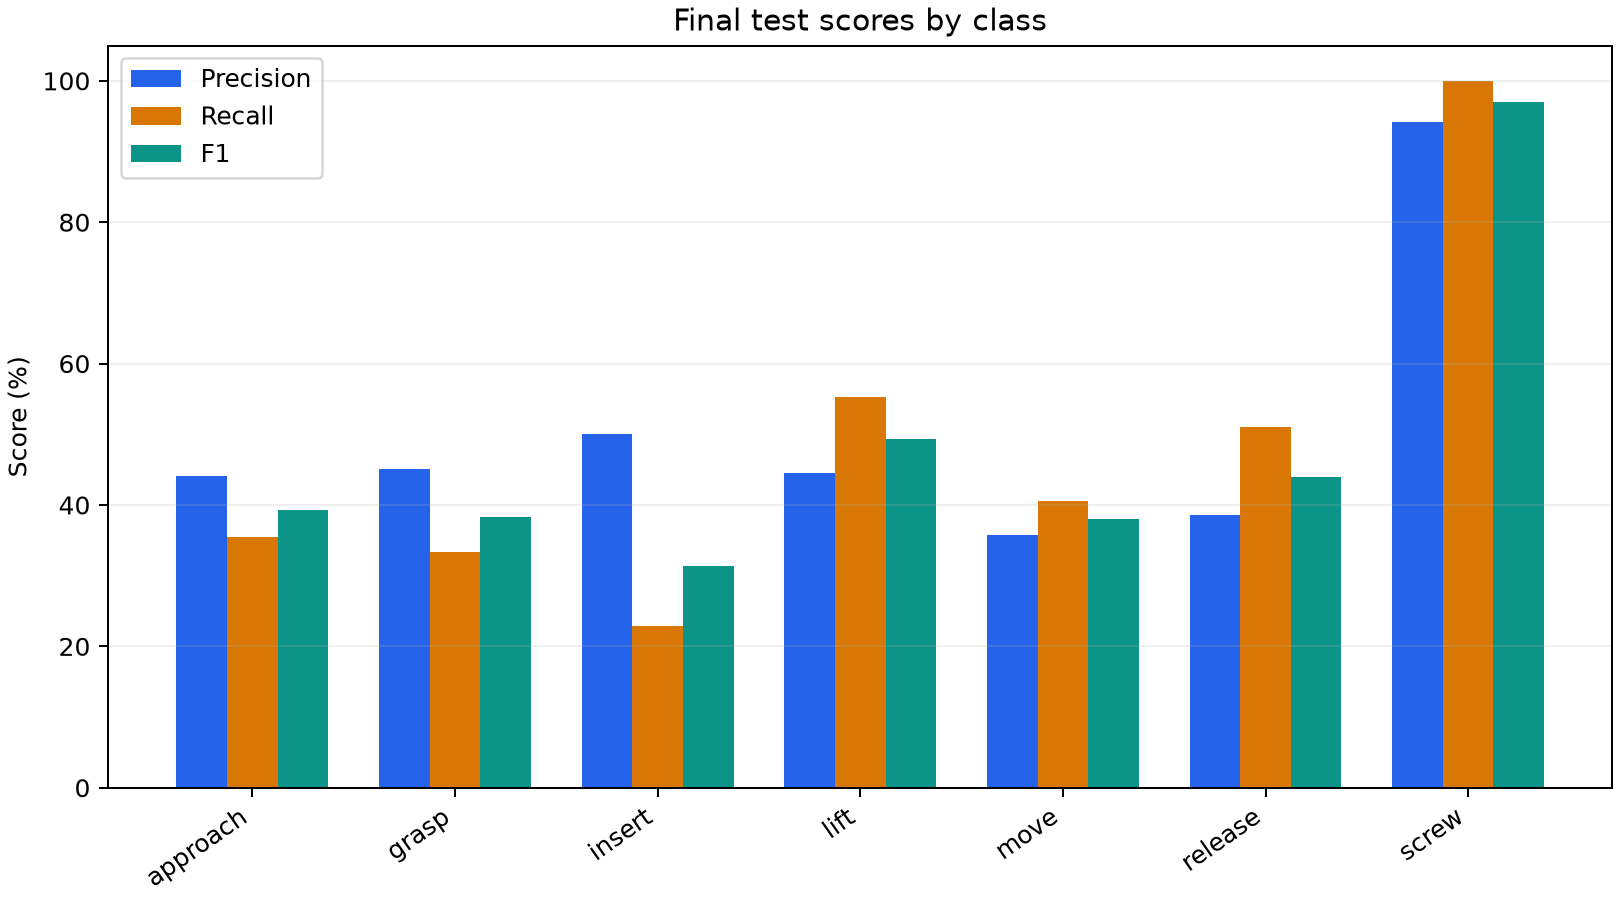 Final test scores by class
Precision
Recall
F1
Score (%)
100
80
60
40
20
0
approach
grasp
insert
lift
move
release
screw